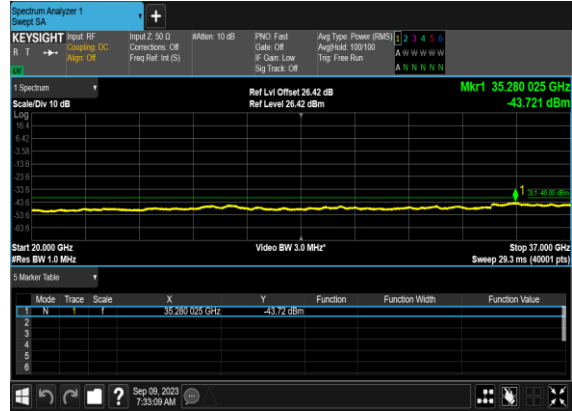 Spectrum Analyzer 1
Swept SA
+
KEYSIGHT Input: RF
R T
Coupling: DC
Align: Off
LW
Input Z: 50 Ω
Corrections: Off
Freq Ref: Int (S)
#Atten: 10 dB
PNO: Fast
Gate: Off
IF Gain: Low
Sig Track: Off
Avg Type: Power (RMS)
Avg|Hold: 100/100
Trig: Free Run
1 2 3 4 5 6
A W W W W W
A N N N N N
1 Spectrum
Scale/Div 10 dB
Ref Lvl Offset 26.42 dB
Ref Level 26.42 dBm
Mkr1 35.280 025 GHz
-43.721 dBm
Log
16.4
6.42
-3.58
-13.6
-23.6
-33.6
-43.6
-53.6
-63.6
1
-40.00 dBm
Start 20.000 GHz
#Res BW 1.0 MHz
Video BW 3.0 MHz*
Stop 37.000 GHz
Sweep 29.3 ms (40001 pts)
5 Marker Table
Mode Trace Scale X Y Function Function Width Function Value
1 N 1 f 35.280 025 GHz -43.72 dBm
2
3
4
5
6
? Sep 09, 2023
7:33:09 AM